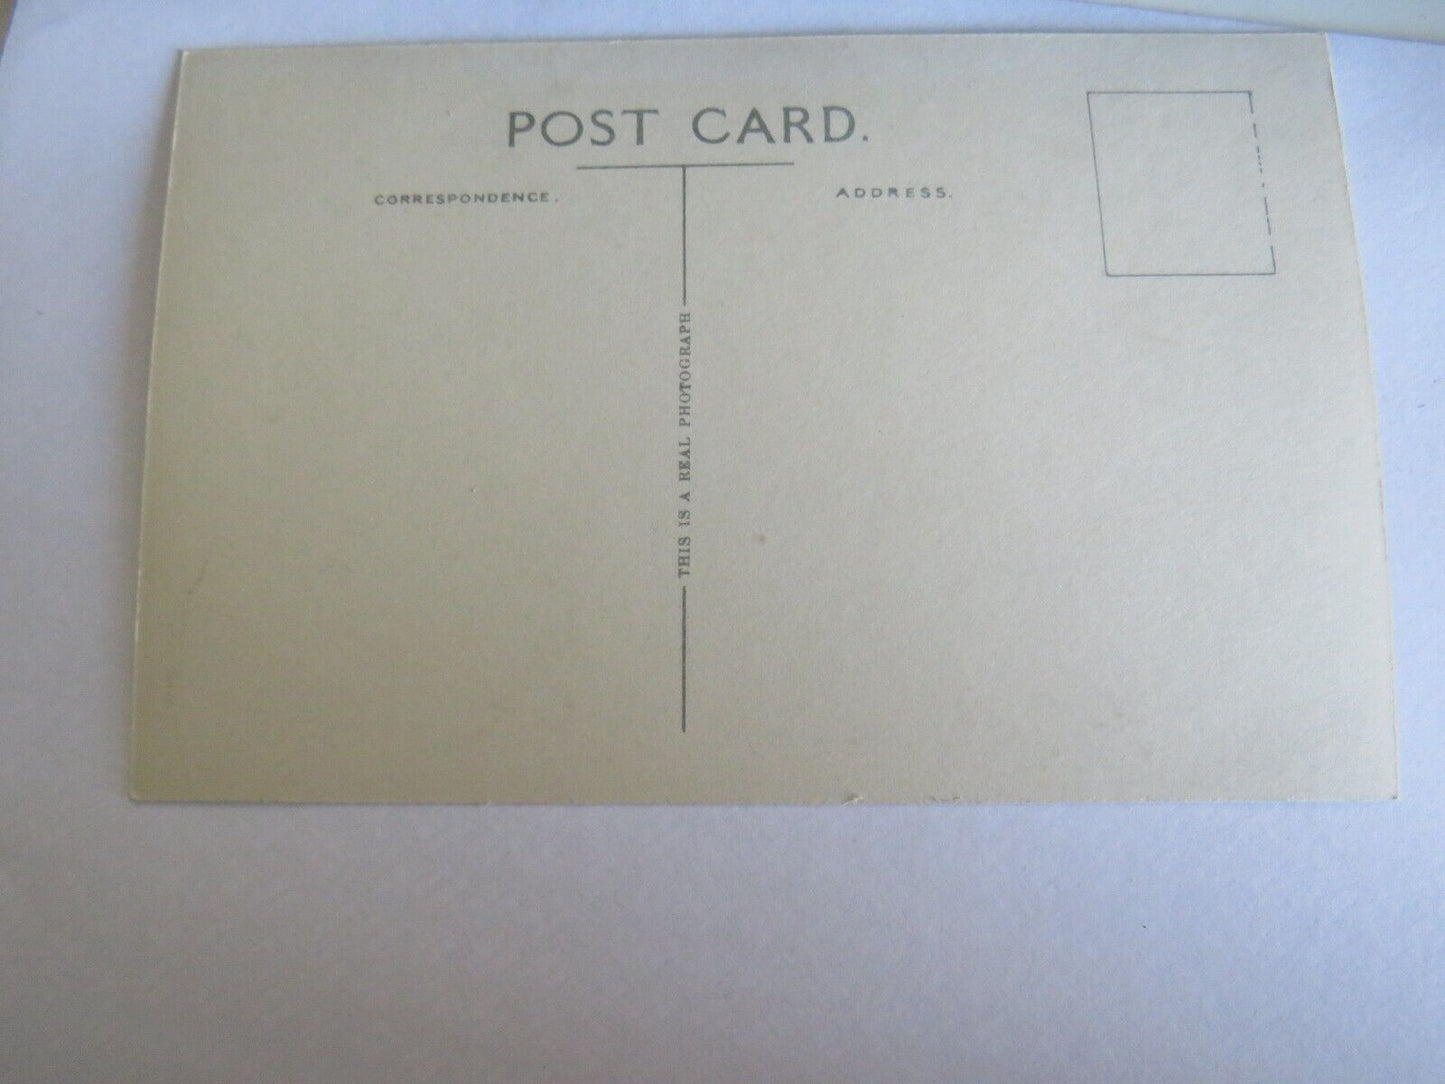 POST CARD.
CORRESPONDENCE.
ADDRESS.
THIS IS A REAL PHOTOGRAPH